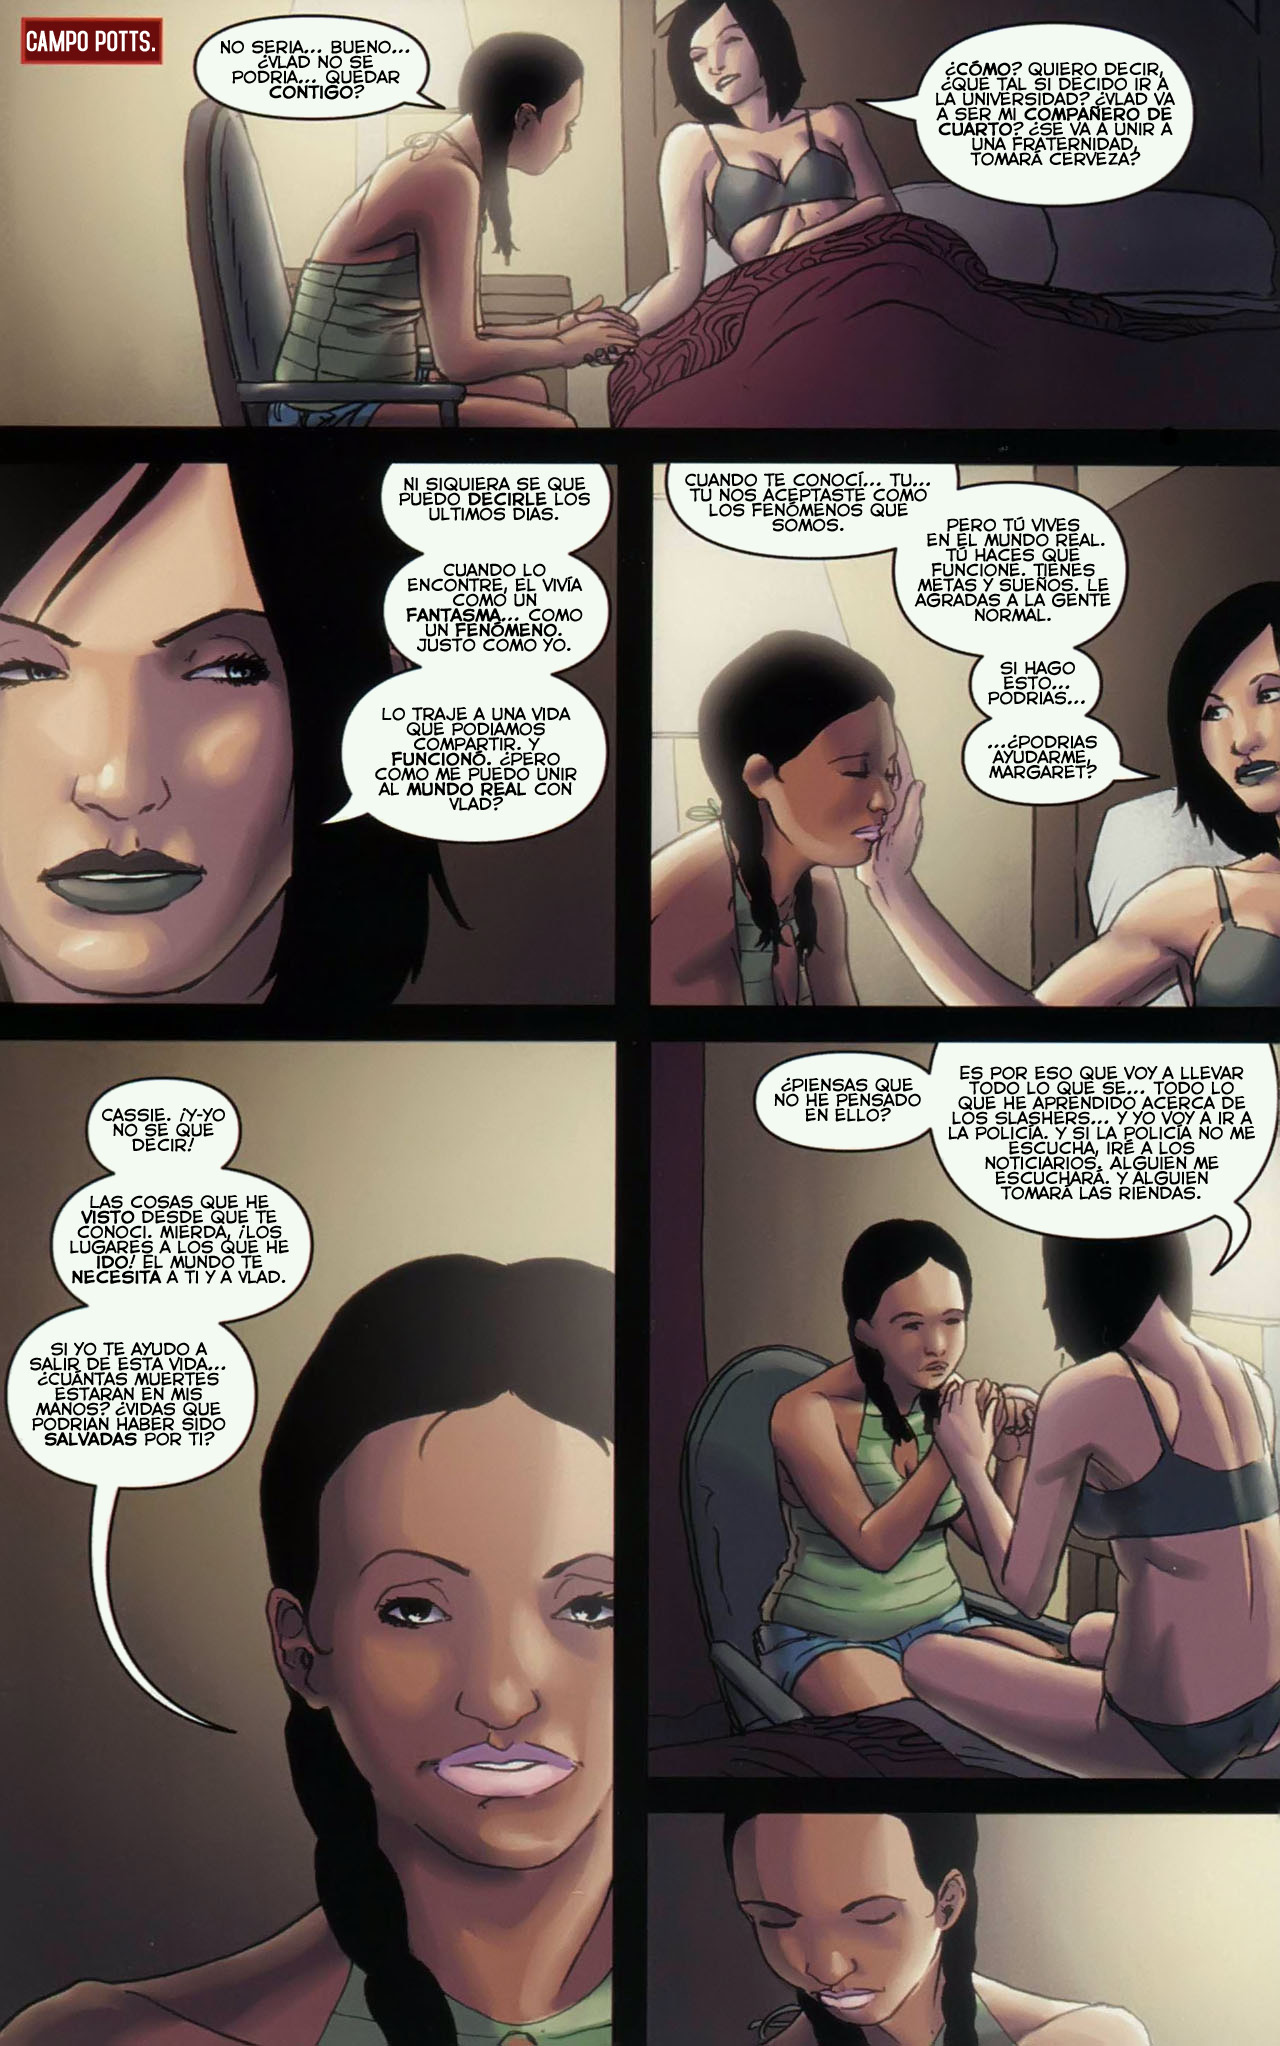 CAMPO POTTS.
NO SERIA... BUENO...
¿VLAD NO SE
PODRIA... QUEDAR
CONTIGO?
¿CÓMO? QUIERO DECIR,
¿QUE TAL SI DECIDO IR A
LA UNIVERSIDAD? ¿VLAD VA
A SER MI COMPAÑERO DE
CUARTO? ¿SE VA A UNIR A
UNA FRATERNIDAD,
TOMARÁ CERVEZA?
NI SIQUIERA SE QUE
PUEDO DECIRLE LOS
ULTIMOS DIAS.
CUANDO LO
ENCONTRE, EL VIVÍA
COMO UN
FANTASMA... COMO
UN FENÓMENO.
JUSTO COMO YO.
LO TRAJE A UNA VIDA
QUE PODIAMOS
COMPARTIR. Y
FUNCIONÓ. ¿PERO
COMO ME PUEDO UNIR
AL MUNDO REAL CON
VLAD?
CUANDO TE CONOCÍ... TU...
TU NOS ACEPTASTE COMO
LOS FENÓMENOS QUE
SOMOS.
PERO TÚ VIVES
EN EL MUNDO REAL.
TÚ HACES QUE
FUNCIONE. TIENES
METAS Y SUEÑOS. LE
AGRADAS A LA GENTE
NORMAL.
SI HAGO
ESTO...
PODRIAS...
...¿PODRIAS
AYUDARME,
MARGARET?
CASSIE. ¡Y-YO
NO SE QUE
DECIR!
LAS COSAS QUE HE
VISTO DESDE QUE TE
CONOCI. MIERDA, ¡LOS
LUGARES A LOS QUE HE
IDO! EL MUNDO TE
NECESITA A TI Y A VLAD.
SI YO TE AYUDO A
SALIR DE ESTA VIDA...
¿CUÁNTAS MUERTES
ESTARAN EN MIS
MANOS? ¿VIDAS QUE
PODRIAN HABER SIDO
SALVADAS POR TI?
¿PIENSAS QUE
NO HE PENSADO
EN ELLO?
ES POR ESO QUE VOY A LLEVAR
TODO LO QUE SE... TODO LO
QUE HE APRENDIDO ACERCA DE
LOS SLASHERS... Y YO VOY A IR A
LA POLICÍA. Y SI LA POLICÍA NO ME
ESCUCHA, IRÉ A LOS
NOTICIARIOS. ALGUIEN ME
ESCUCHARÁ. Y ALGUIEN
TOMARÁ LAS RIENDAS.